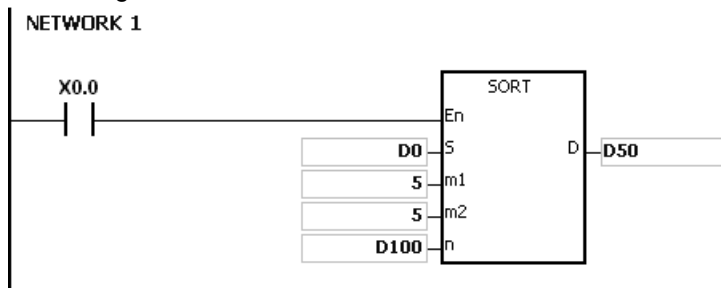 NETWORK 1
X0.0
SORT
En
D0 S D D50
5 m1
5 m2
D100 n